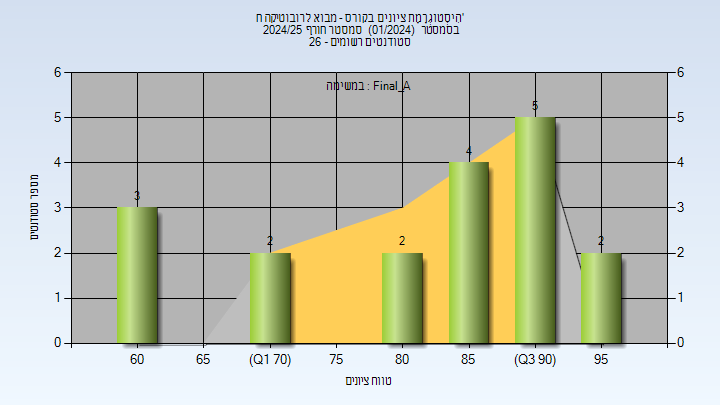 היסטוגרמת ציונים בקורס - מבוא לרובוטיקה ח'
בסמסטר (01/2024) סמסטר חורף 2024/25
סטודנטים רשומים - 26
במשימה : Final_A
6 6
5 5
4 4
3 3
2 2
1 1
0 0
3 2 2 4 5 2
מספר סטודנטים
60 65 (Q1 70) 75 80 85 (Q3 90) 95
טווח ציונים